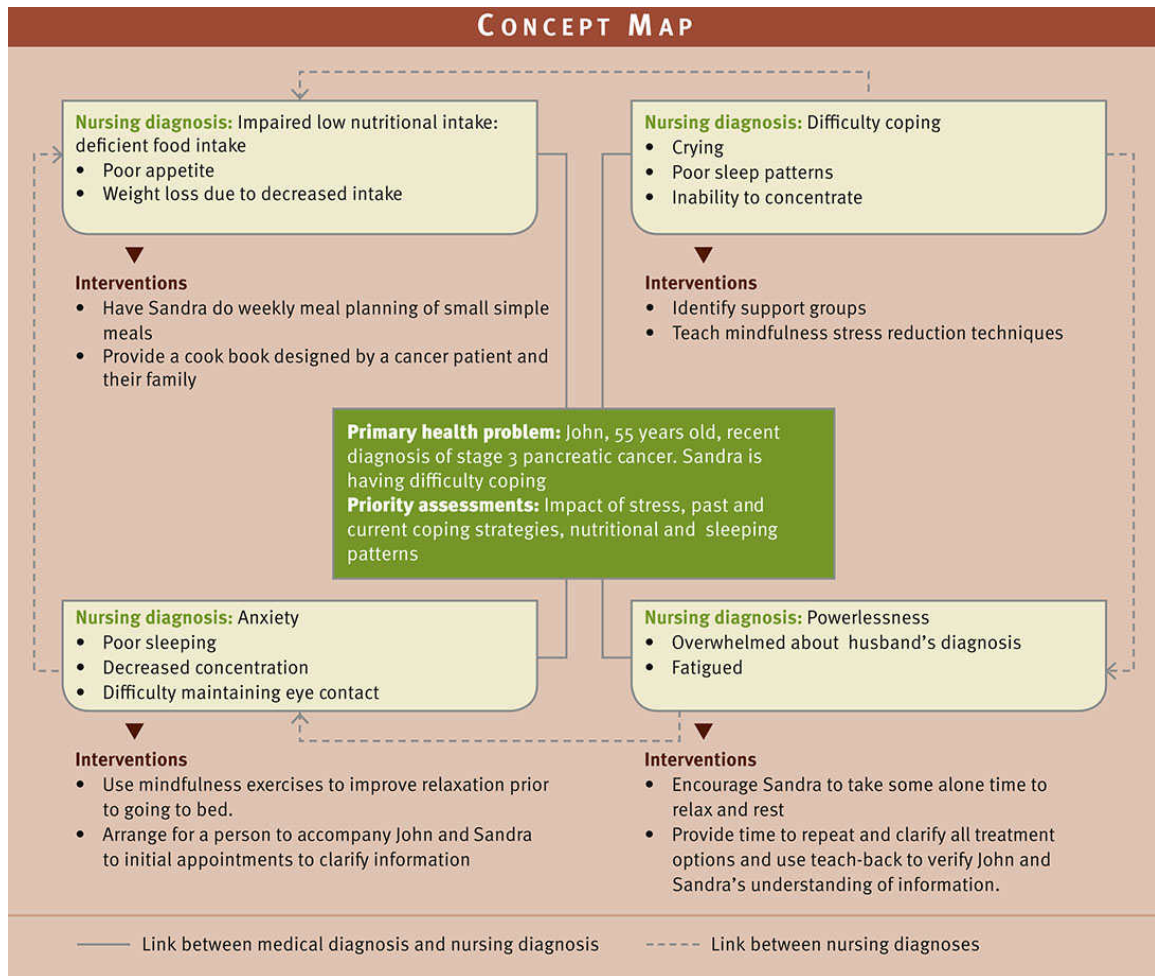 CONCEPT MAP
Nursing diagnosis: Impaired low nutritional intake:
deficient food intake
• Poor appetite
• Weight loss due to decreased intake
Interventions
• Have Sandra do weekly meal planning of small simple
meals
• Provide a cook book designed by a cancer patient and
their family
Nursing diagnosis: Difficulty coping
• Crying
• Poor sleep patterns
• Inability to concentrate
Interventions
• Identify support groups
• Teach mindfulness stress reduction techniques
Primary health problem: John, 55 years old, recent
diagnosis of stage 3 pancreatic cancer. Sandra is
having difficulty coping
Priority assessments: Impact of stress, past and
current coping strategies, nutritional and sleeping
patterns
Nursing diagnosis: Anxiety
• Poor sleeping
• Decreased concentration
• Difficulty maintaining eye contact
Interventions
• Use mindfulness exercises to improve relaxation prior
to going to bed.
• Arrange for a person to accompany John and Sandra
to initial appointments to clarify information
Nursing diagnosis: Powerlessness
• Overwhelmed about husband's diagnosis
• Fatigued
Interventions
• Encourage Sandra to take some alone time to
relax and rest
• Provide time to repeat and clarify all treatment
options and use teach-back to verify John and
Sandra's understanding of information.
Link between medical diagnosis and nursing diagnosis
Link between nursing diagnoses